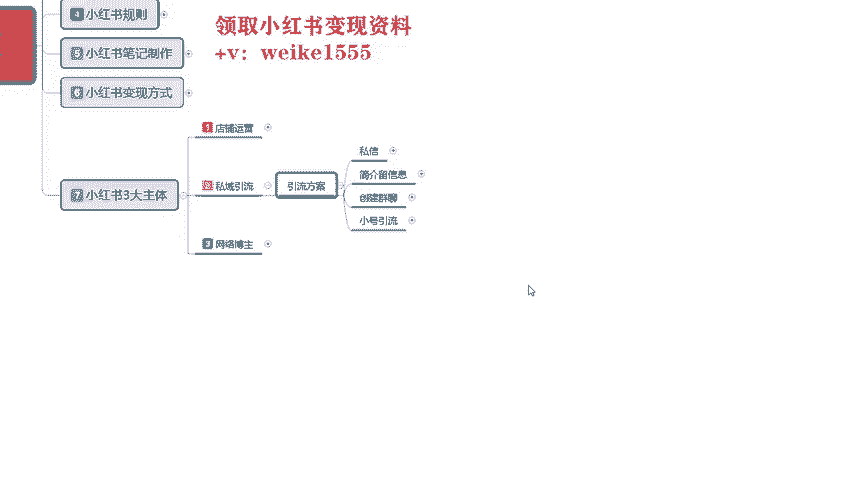 4 小红书规则
领取小红书变现资料
+v: weike1555
5 小红书笔记制作
6 小红书变现方式
7 小红书3大主体
1 店铺运营
私域引流
引流方案
私信
简介留信息
创建群聊
小号引流
3 网络博主